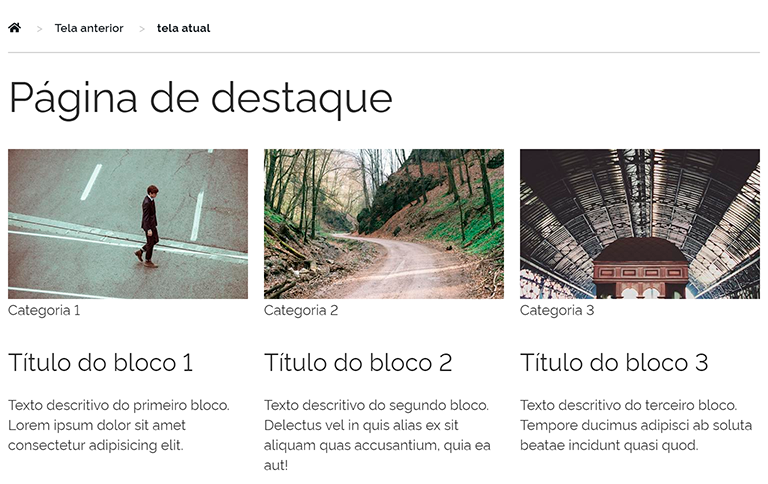 > Tela anterior > tela atual
Página de destaque
Categoria 1
Título do bloco 1
Texto descritivo do primeiro bloco.
Lorem ipsum dolor sit amet
consectetur adipisicing elit.
Categoria 2
Título do bloco 2
Texto descritivo do segundo bloco.
Delectus vel in quis alias ex sit
aliquam quas accusantium, quia ea
aut!
Categoria 3
Título do bloco 3
Texto descritivo do terceiro bloco.
Tempore ducimus adipisci ab soluta
beatae incidunt quasi quod.